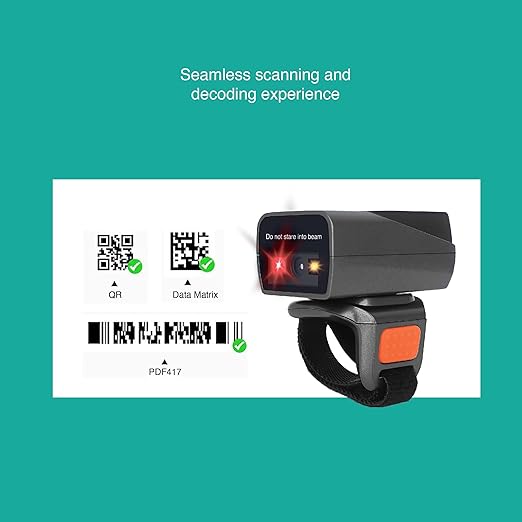 Seamless scanning and
decoding experience
Do not stare into beam
QR
Data Matrix
PDF417